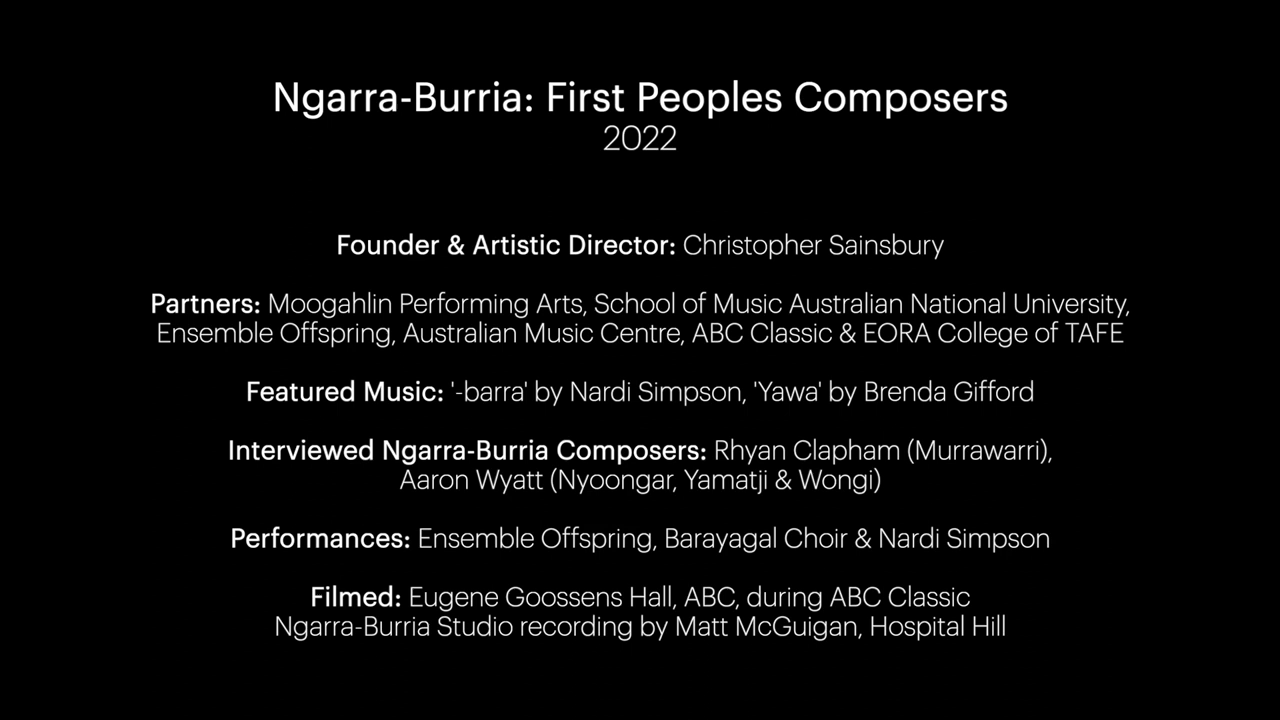 Ngarra-Burria: First Peoples Composers
2022
Founder & Artistic Director: Christopher Sainsbury
Partners: Moogahlin Performing Arts, School of Music Australian National University,
Ensemble Offspring, Australian Music Centre, ABC Classic & EORA College of TAFE
Featured Music: '-barra' by Nardi Simpson, 'Yawa' by Brenda Gifford
Interviewed Ngarra-Burria Composers: Rhyan Clapham (Murrawarri),
Aaron Wyatt (Nyoongar, Yamatji & Wongi)
Performances: Ensemble Offspring, Barayagal Choir & Nardi Simpson
Filmed: Eugene Goossens Hall, ABC, during ABC Classic
Ngarra-Burria Studio recording by Matt McGuigan, Hospital Hill